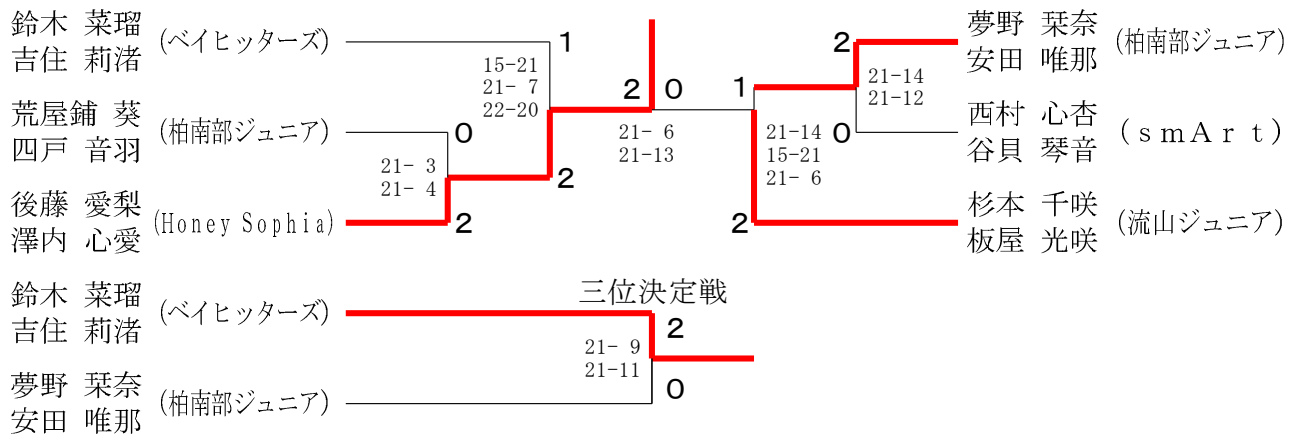 鈴木 菜瑠
吉住 莉渚
(ベイヒッターズ)
荒屋鋪 葵
四戸 音羽
(柏南部ジュニア)
後藤 愛梨
澤内 心愛
(Honey Sophia)
1
15-21
21- 7
22-20
0
21- 3
21- 4
2
2
2 0
21- 6
21-13
1
21-14
15-21
21- 6
2
2
21-14
21-12
0
夢野 栞奈
安田 唯那
(柏南部ジュニア)
西村 心杏
谷貝 琴音
(smArt)
杉本 千咲
板屋 光咲
(流山ジュニア)
三位決定戦
鈴木 菜瑠
吉住 莉渚
(ベイヒッターズ)
2
21- 9
21-11
0
夢野 栞奈
安田 唯那
(柏南部ジュニア)